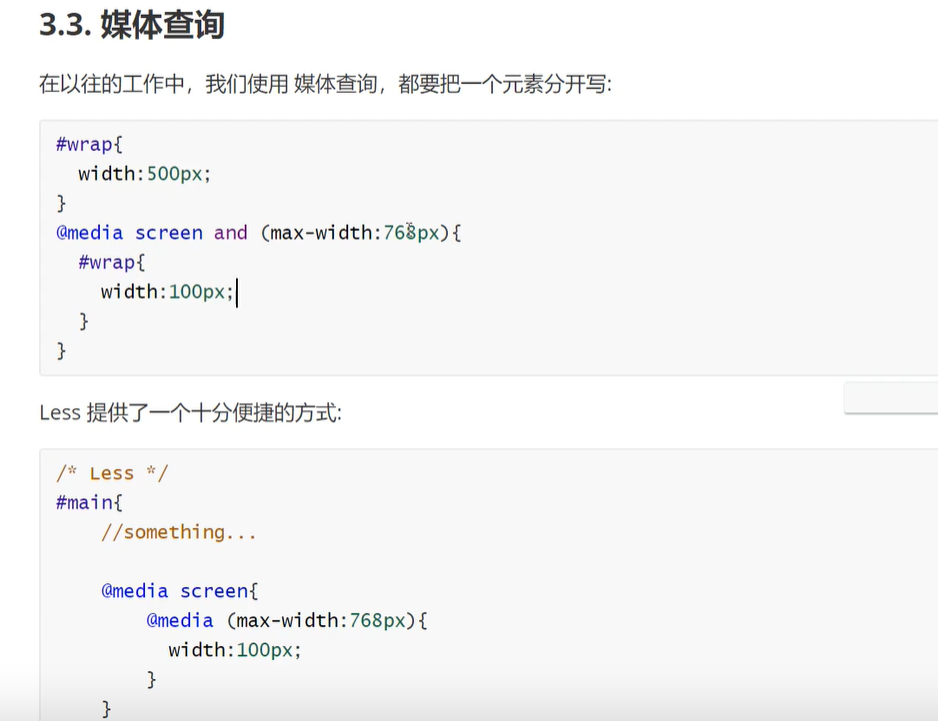 3.3. 媒体查询
在以往的工作中，我们使用 媒体查询，都要把一个元素分开写:
#wrap{
  width:500px;
}
@media screen and (max-width:768px){
  #wrap{
    width:100px;
  }
}
Less 提供了一个十分便捷的方式:
/* Less */
#main{
    //something...
    @media screen{
        @media (max-width:768px){
          width:100px;
        }
    }